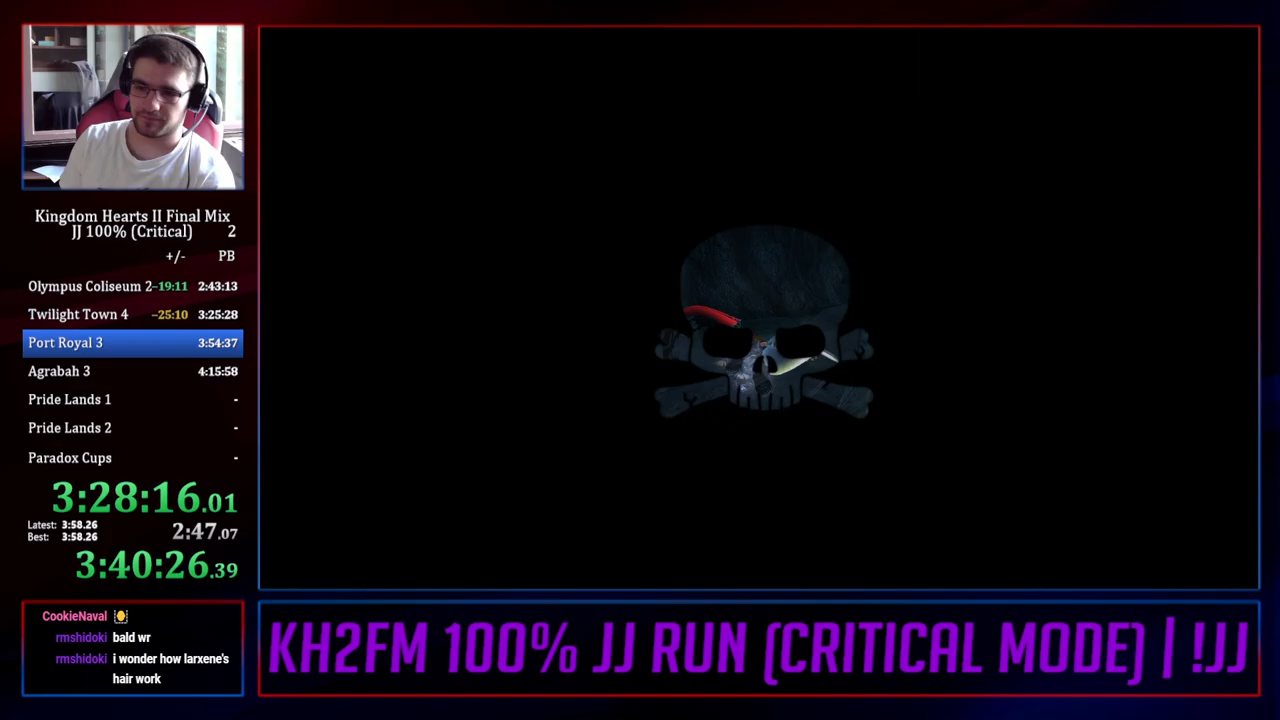 Kingdom Hearts II Final Mix
JJ 100% (Critical) 2
+/- PB
Olympus Coliseum 2 -19:11 2:43:13
Twilight Town 4 -25:10 3:25:28
Port Royal 3 3:54:37
Agrabah 3 4:15:58
Pride Lands 1 -
Pride Lands 2 -
Paradox Cups -
3:28:16.01
Latest: 3:58.26
Best: 3:58.26
2:47.07
3:40:26.39
CookieNaval
rmshidoki bald wr
rmshidoki i wonder how larxene's
hair work
KH2FM 100% JJ RUN (CRITICAL MODE) | !JJ